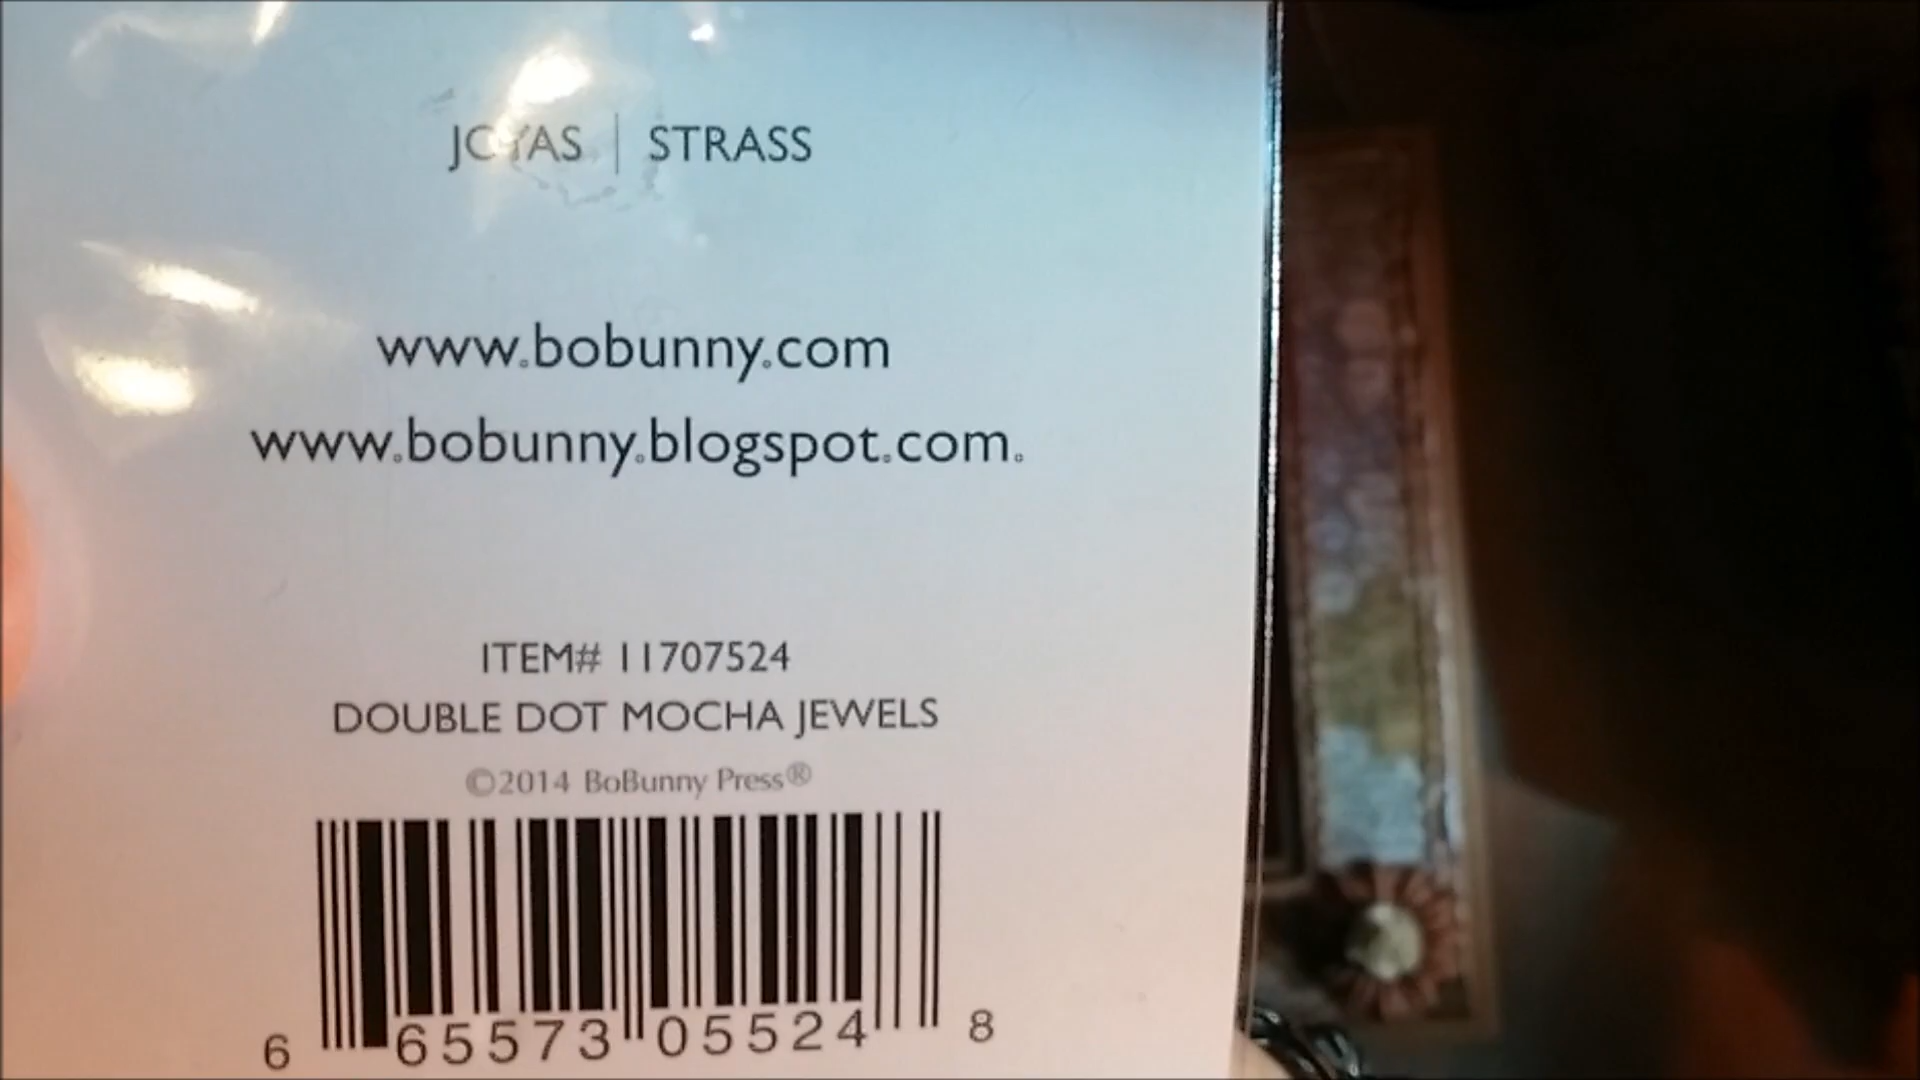 JOYAS | STRASS
www.bobunny.com
www.bobunny.blogspot.com.
ITEM# 11707524
DOUBLE DOT MOCHA JEWELS
©2014 BoBunny Press®
6 65573 05524 8